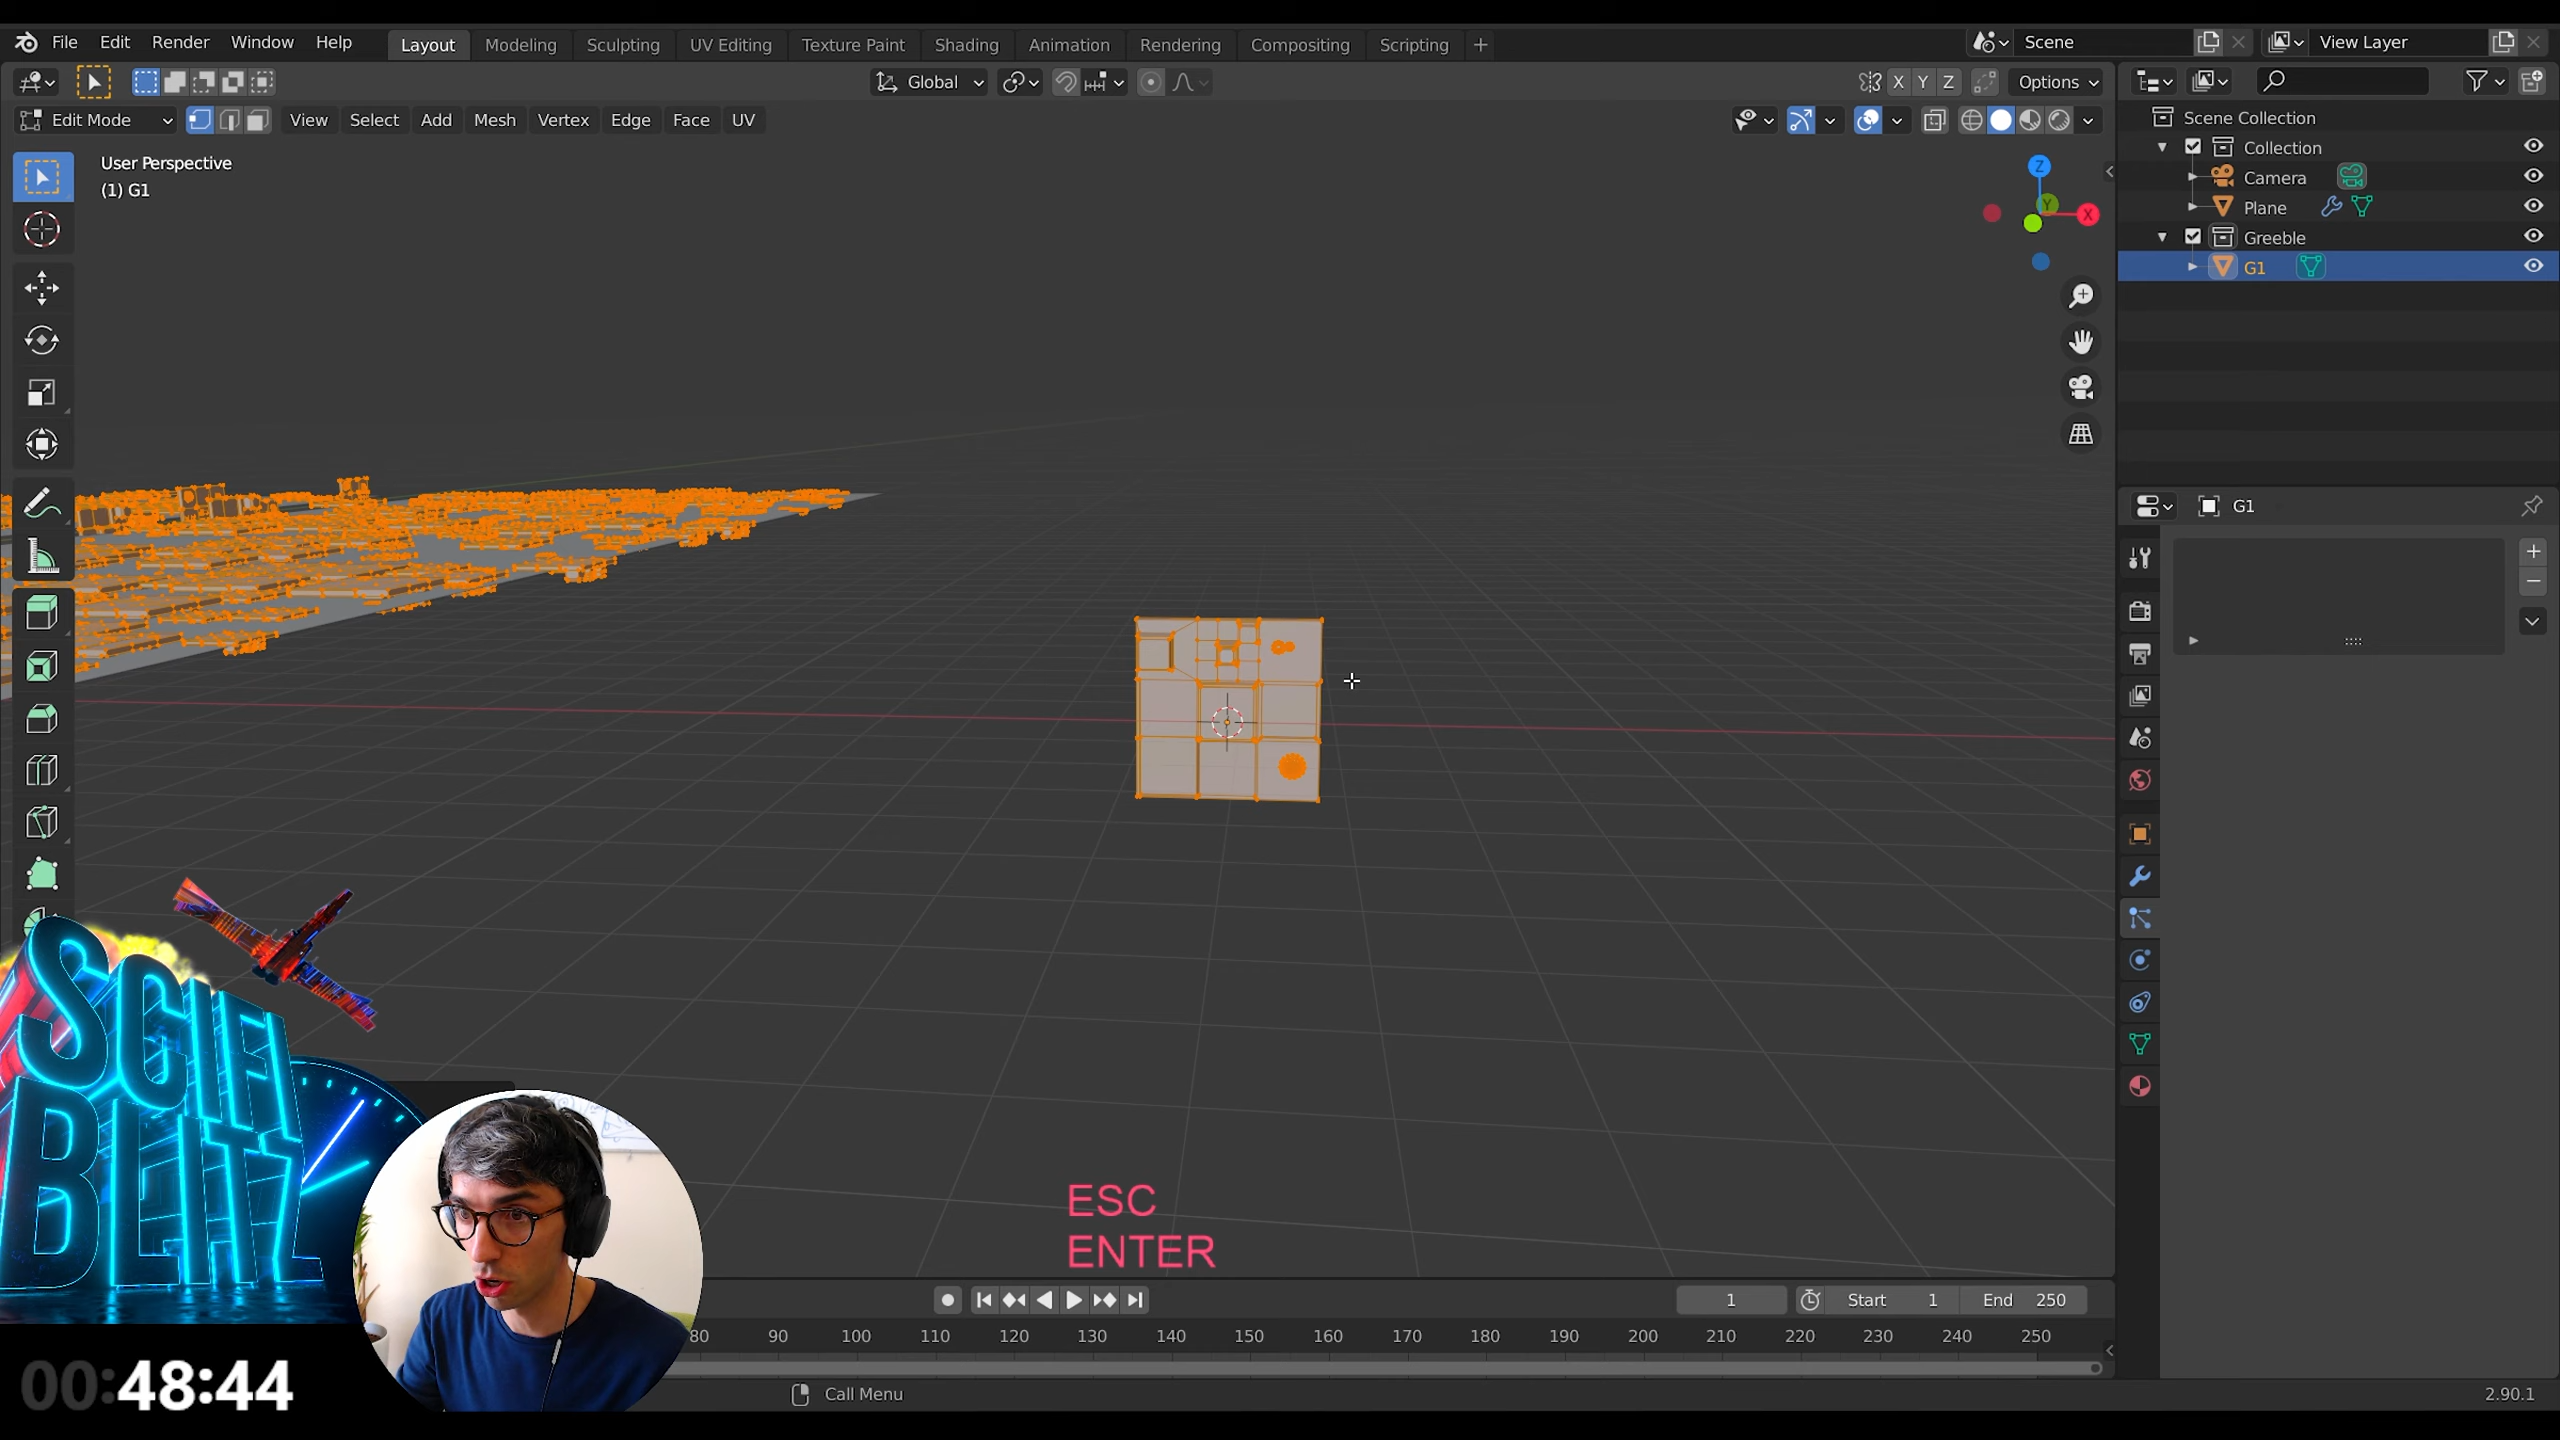 File Edit Render Window Help Layout Modeling Sculpting UV Editing Texture Paint Shading Animation Rendering Compositing Scripting + Scene View Layer
Global X Y Z Options
Edit Mode View Select Add Mesh Vertex Edge Face UV
User Perspective
(1) G1
Z
Y
X
Scene Collection
Collection
Camera
Plane
Greeble
G1
G1
SCIFI
BLITZ
ESC
ENTER
1 Start 1 End 250
80 90 100 110 120 130 140 150 160 170 180 190 200 210 220 230 240 250
00:48:44
Call Menu
2.90.1